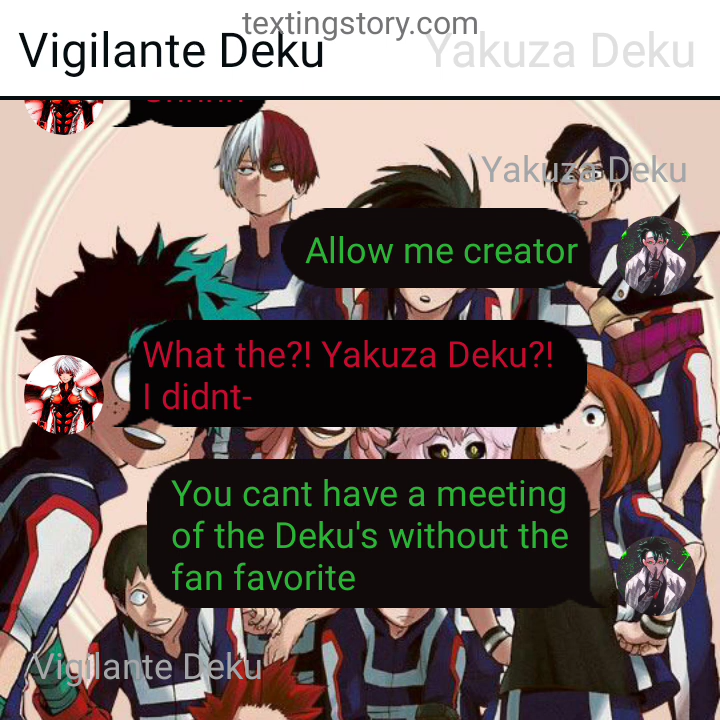 textingstory.com
Vigilante Deku
Yakuza Deku
Yakuza Deku
Allow me creator
What the?! Yakuza Deku?!
I didnt-
You cant have a meeting
of the Deku's without the
fan favorite
Vigilante Deku